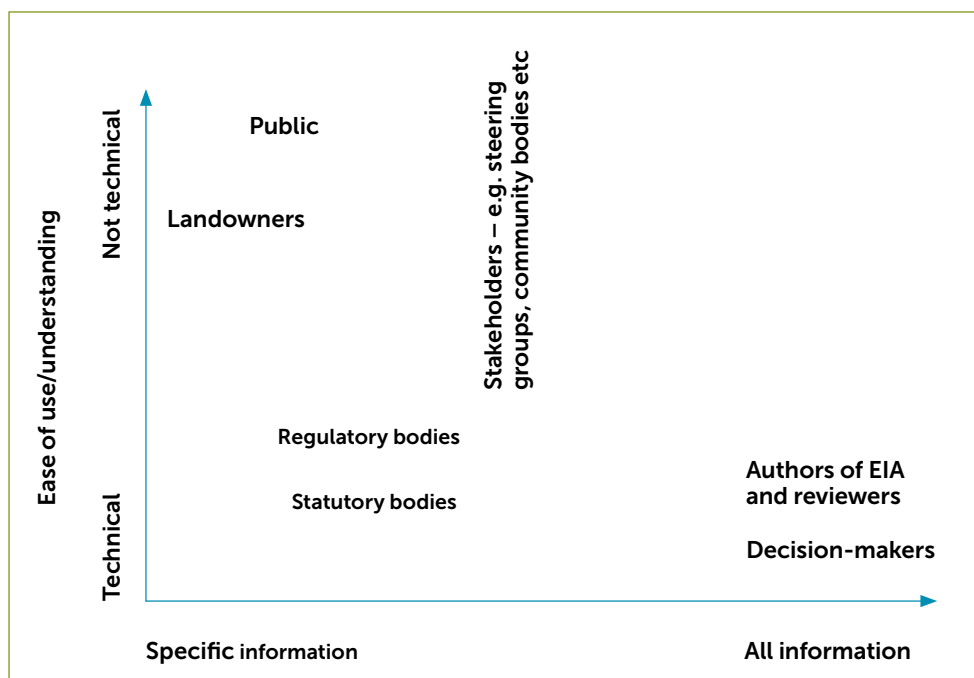 Ease of use/understanding
Not technical
Technical
Public
Landowners
Stakeholders – e.g. steering
groups, community bodies etc
Regulatory bodies
Statutory bodies
Authors of EIA
and reviewers
Decision-makers
Specific information
All information